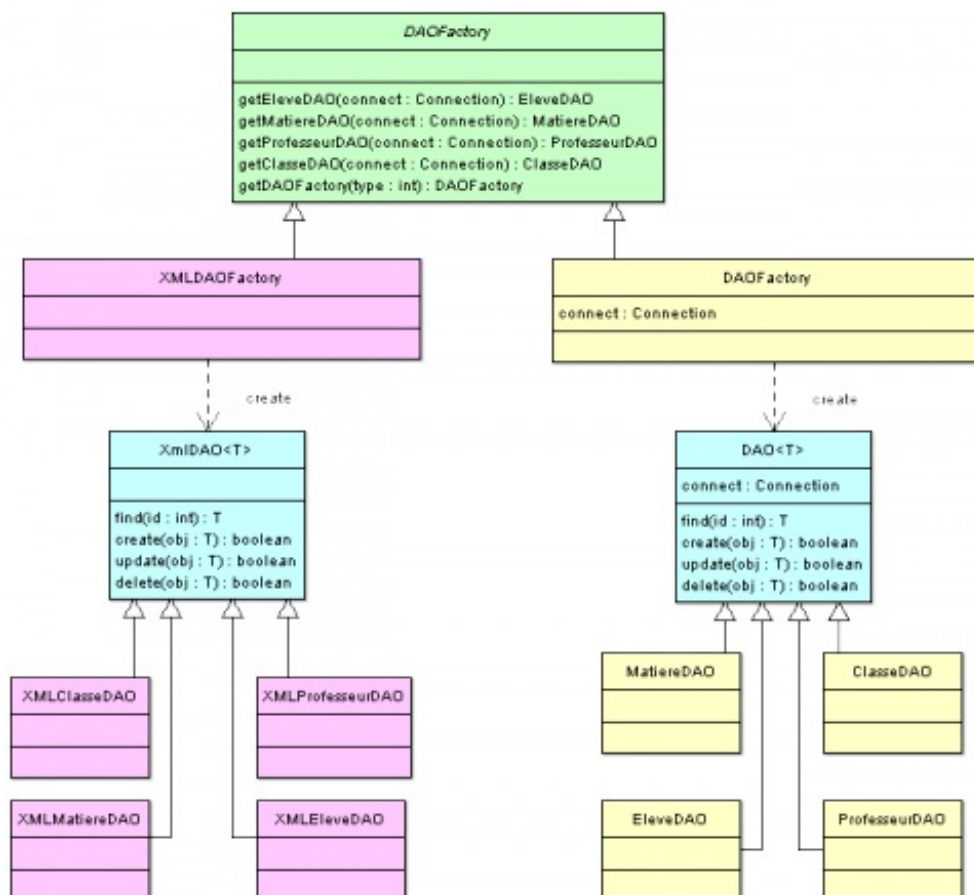 DAOFactory
getEleveDAO(connect : Connection) : EleveDAO
getMatiereDAO(connect : Connection) : MatiereDAO
getProfesseurDAO(connect : Connection) : ProfesseurDAO
getClasseDAO(connect : Connection) : ClasseDAO
getDAOFactory(type : int) : DAOFactory
XMLDAOFactory
DAOFactory
connect : Connection
create
create
XmlDAO<T>
find(id : int) : T
create(obj : T) : boolean
update(obj : T) : boolean
delete(obj : T) : boolean
DAO<T>
connect : Connection
find(id : int) : T
create(obj : T) : boolean
update(obj : T) : boolean
delete(obj : T) : boolean
XMLClasseDAO
XMLProfesseurDAO
MatiereDAO
ClasseDAO
XMLMatiereDAO
XMLEleveDAO
EleveDAO
ProfesseurDAO